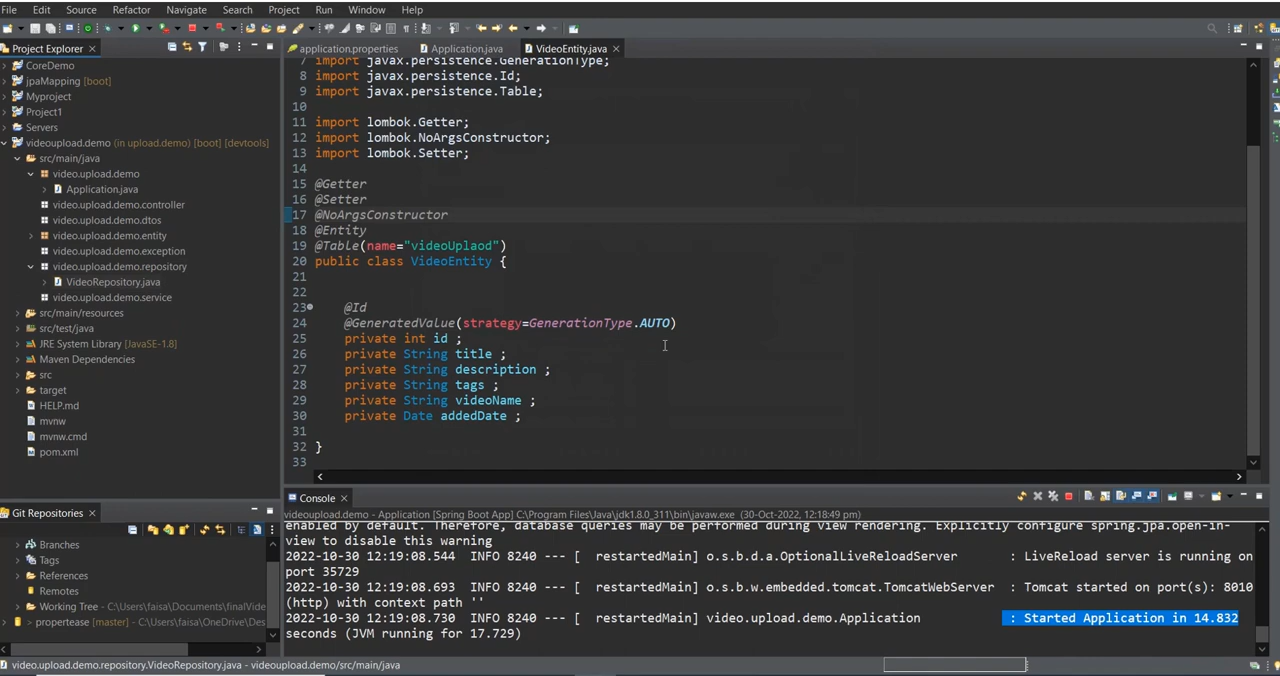 File Edit Source Refactor Navigate Search Project Run Window Help
Project Explorer
application.properties Application.java VideoEntity.java
CoreDemo
jpaMapping [boot]
Myproject
Project1
Servers
videoupload.demo (in upload.demo) [boot] [devtools]
src/main/java
video.upload.demo
Application.java
video.upload.demo.controller
video.upload.demo.dtos
video.upload.demo.entity
video.upload.demo.exception
video.upload.demo.repository
VideoRepository.java
video.upload.demo.service
src/main/resources
src/test/java
JRE System Library [JavaSE-1.8]
Maven Dependencies
src
target
HELP.md
mvnw
mvnw.cmd
pom.xml
7 import javax.persistence.GenerationType;
8 import javax.persistence.Id;
9 import javax.persistence.Table;
10
11 import lombok.Getter;
12 import lombok.NoArgsConstructor;
13 import lombok.Setter;
14
15 @Getter
16 @Setter
17 @NoArgsConstructor
18 @Entity
19 @Table(name="videoUplaod")
20 public class VideoEntity {
21
22
23 @Id
24 @GeneratedValue(strategy=GenerationType.AUTO)
25 private int id ;
26 private String title ;
27 private String description ;
28 private String tags ;
29 private String videoName ;
30 private Date addedDate ;
31
32 }
33
Git Repositories
Branches
Tags
References
Remotes
Working Tree - C:\Users\faisa\Documents\finalVide
> propertease [master] - C:\Users\faisa\OneDrive\Des
Console
videoupload.demo - Application [Spring Boot App] C:\Program Files\Java\jdk1.8.0_311\bin\javaw.exe (30-Oct-2022, 12:18:49 pm)
enabled by default. Therefore, database queries may be performed during view rendering. Explicitly configure spring.jpa.open-in-
view to disable this warning
2022-10-30 12:19:08.544 INFO 8240 --- [ restartedMain] o.s.b.d.a.OptionalLiveReloadServer : LiveReload server is running on
port 35729
2022-10-30 12:19:08.693 INFO 8240 --- [ restartedMain] o.s.b.w.embedded.tomcat.TomcatWebServer : Tomcat started on port(s): 8010
(http) with context path ''
2022-10-30 12:19:08.730 INFO 8240 --- [ restartedMain] video.upload.demo.Application : Started Application in 14.832
seconds (JVM running for 17.729)
video.upload.demo.repository.VideoRepository.java - videoupload.demo/src/main/java